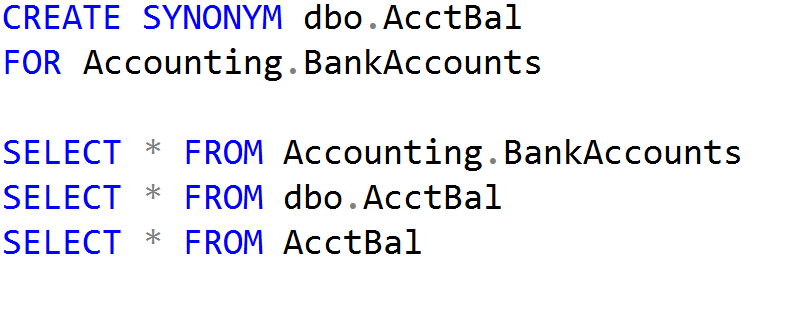 CREATE SYNONYM dbo.AcctBal
FOR Accounting.BankAccounts
SELECT * FROM Accounting.BankAccounts
SELECT * FROM dbo.AcctBal
SELECT * FROM AcctBal